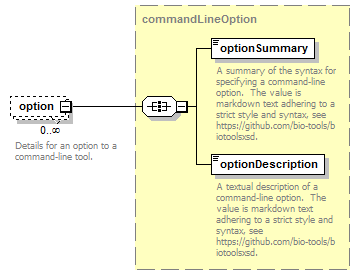 commandLineOption
optionSummary
A summary of the syntax for
specifying a command-line
option.  The value is
markdown text adhering to a
strict style and syntax, see
https://github.com/bio-tools/b
iotoolsxsd.
option
0..∞
Details for an option to a
command-line tool.
optionDescription
A textual description of a
command-line option.  The
value is markdown text
adhering to a strict style and
syntax, see
https://github.com/bio-tools/b
iotoolsxsd.